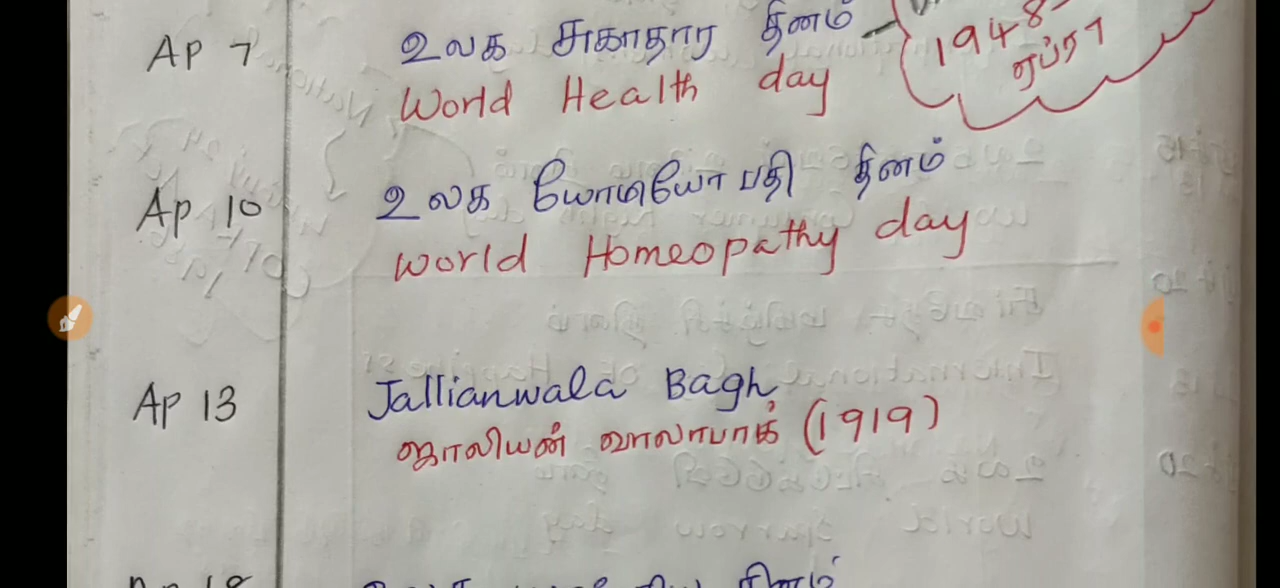 Ap 7 உலக சுகாதார தினம் - 1948
ஏப்ர 7
World Health day
Ap 10 உலக யோமியோபதி தினம்
World Homeopathy day
Ap 13 Jallianwala Bagh
ஜாலியன் வாலாபாக் (1919)